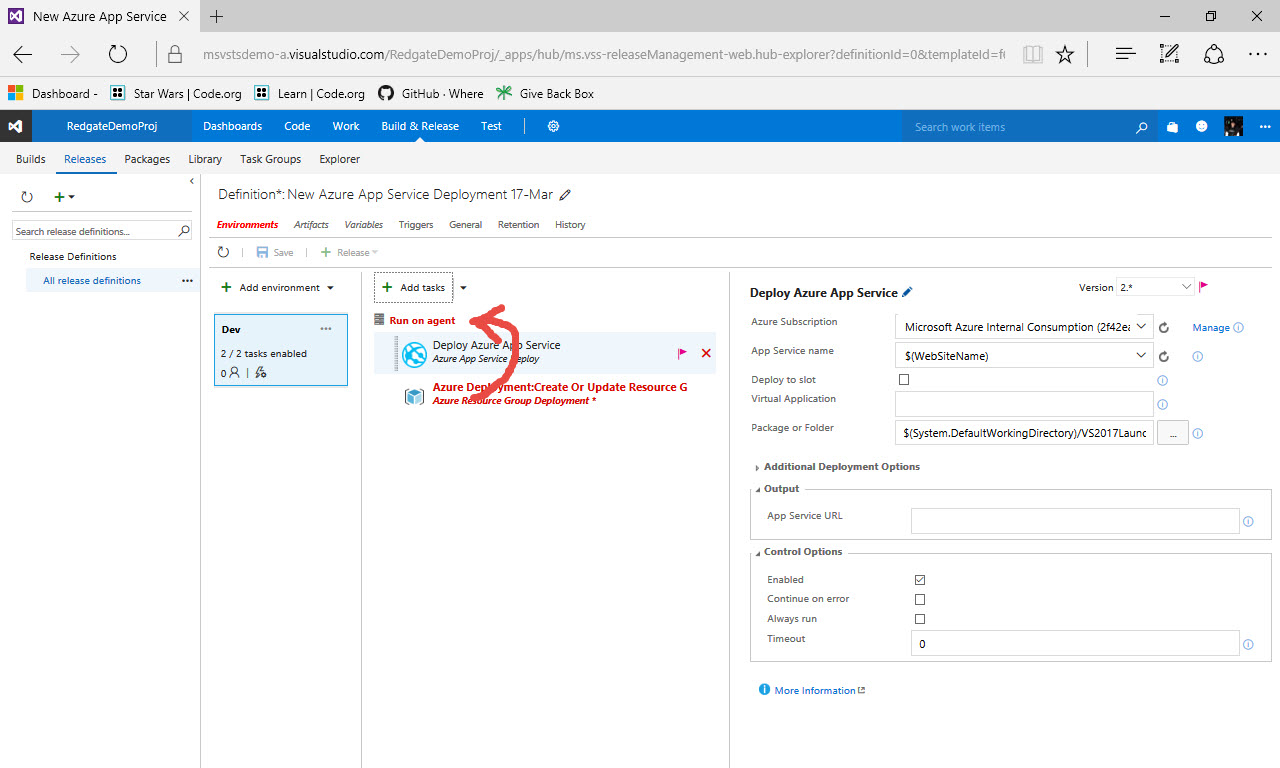 New Azure App Service
msvstsdemo-a.visualstudio.com/RedgateDemoProj/_apps/hub/ms.vss-releaseManagement-web.hub-explorer?definitionId=0&templateId=f
Dashboard - Star Wars | Code.org Learn | Code.org GitHub · Where Give Back Box
RedgateDemoProj Dashboards Code Work Build & Release Test Search work items
Builds Releases Packages Library Task Groups Explorer
Definition*: New Azure App Service Deployment 17-Mar
Environments Artifacts Variables Triggers General Retention History
Search release definitions...
Save Release
Release Definitions
All release definitions
Add environment
Add tasks
Deploy Azure App Service Version 2.*
Dev
2 / 2 tasks enabled
0
Run on agent
Deploy Azure App Service
Azure App Service Deploy
Azure Deployment:Create Or Update Resource G
Azure Resource Group Deployment *
Azure Subscription Microsoft Azure Internal Consumption (2f42ea Manage
App Service name $(WebSiteName)
Deploy to slot
Virtual Application
Package or Folder $(System.DefaultWorkingDirectory)/VS2017Launc ...
Additional Deployment Options
Output
App Service URL
Control Options
Enabled
Continue on error
Always run
Timeout 0
More Information